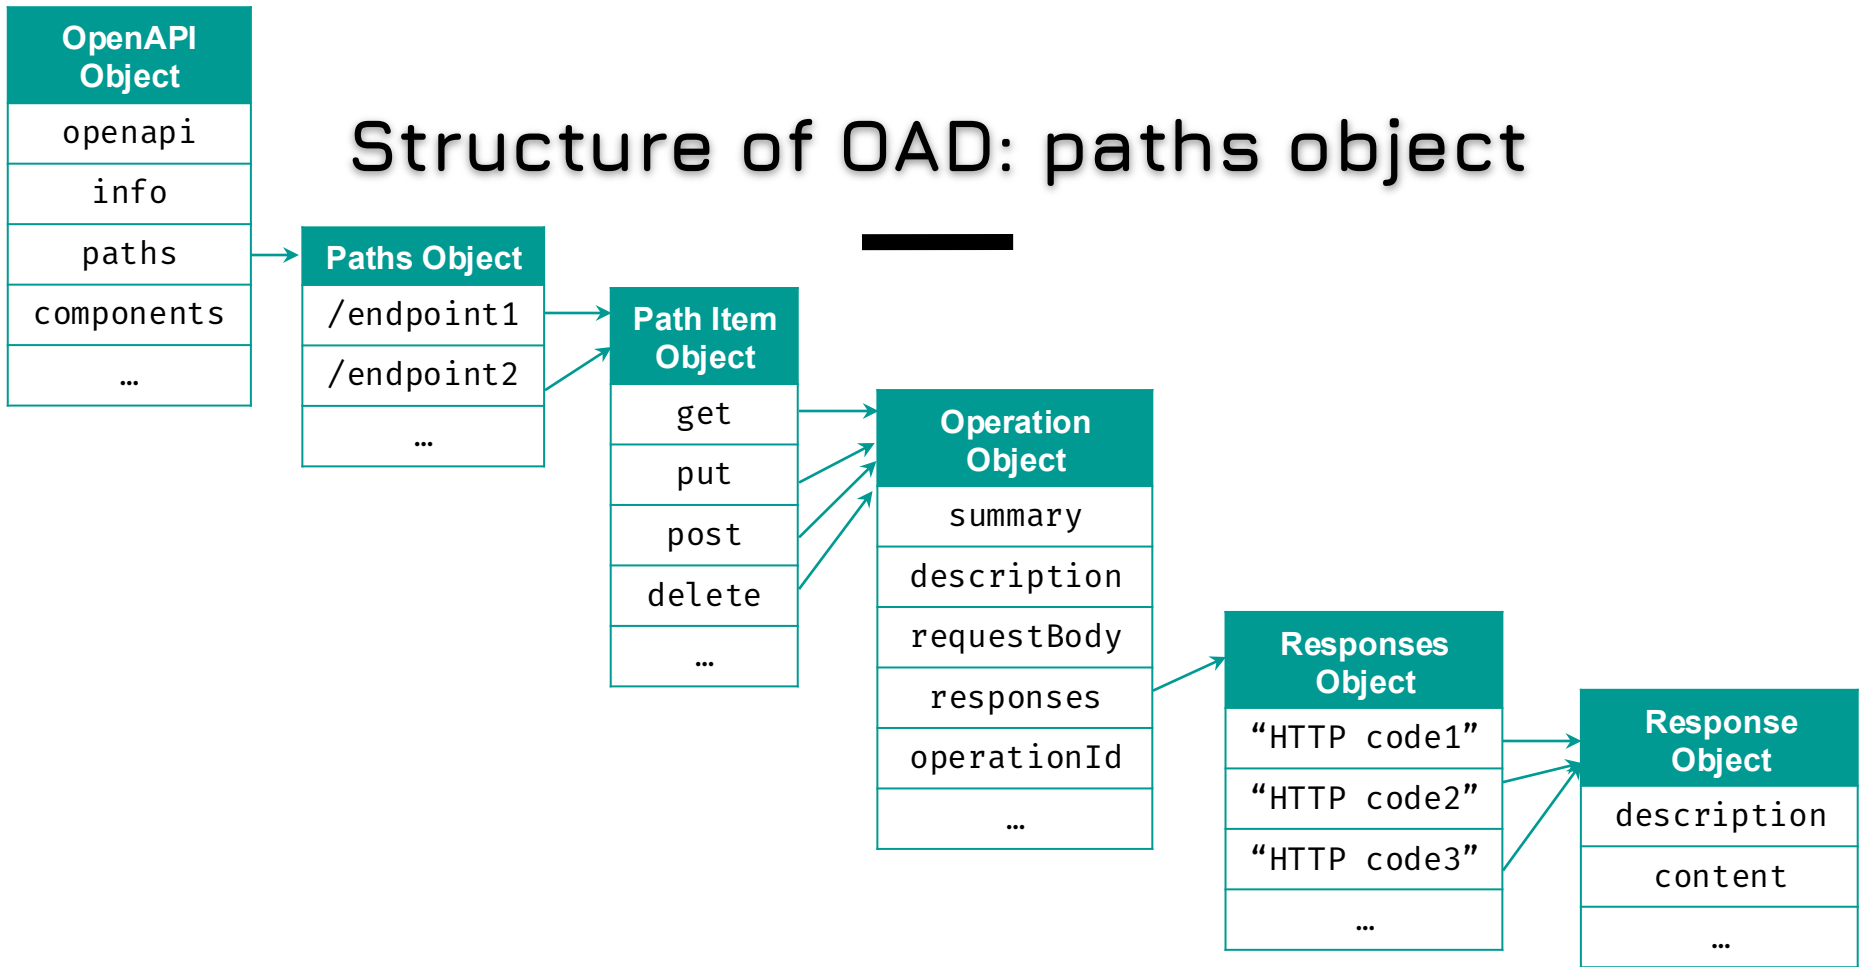 OpenAPI
Object
openapi
info
paths
components
…
Structure of OAD: paths object
Paths Object
/endpoint1
/endpoint2
…
Path Item
Object
get
put
post
delete
…
Operation
Object
summary
description
requestBody
responses
operationId
…
Responses
Object
“HTTP code1”
“HTTP code2”
“HTTP code3”
…
Response
Object
description
content
…